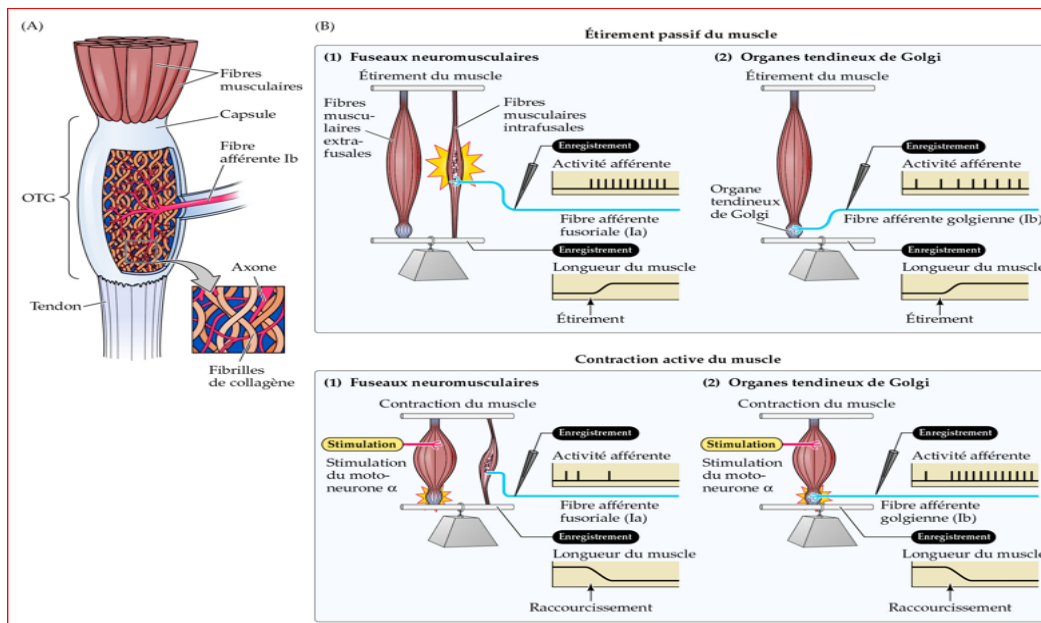 (A)
Fibres
musculaires
Capsule
Fibre
afférente Ib
OTG
Axone
Tendon
Fibrilles
de collagène
(B)
Étirement passif du muscle
(1) Fuseaux neuromusculaires
Étirement du muscle
Fibres
muscu-
laires
extra-
fusales
Fibres
musculaires
intrafusales
Enregistrement
Activité afférente
Fibre afférente
fusoriale (Ia)
Enregistrement
Longueur du muscle
Étirement
(2) Organes tendineux de Golgi
Étirement du muscle
Enregistrement
Activité afférente
Organe
tendineux
de Golgi
Fibre afférente golgienne (Ib)
Enregistrement
Longueur du muscle
Étirement
Contraction active du muscle
(1) Fuseaux neuromusculaires
Contraction du muscle
Stimulation
Stimulation
du moto-
neurone α
Enregistrement
Activité afférente
Fibre afférente
fusoriale (Ia)
Enregistrement
Longueur du muscle
Raccourcissement
(2) Organes tendineux de Golgi
Contraction du muscle
Stimulation
Stimulation
du moto-
neurone α
Enregistrement
Activité afférente
Fibre afférente
golgienne (Ib)
Enregistrement
Longueur du muscle
Raccourcissement